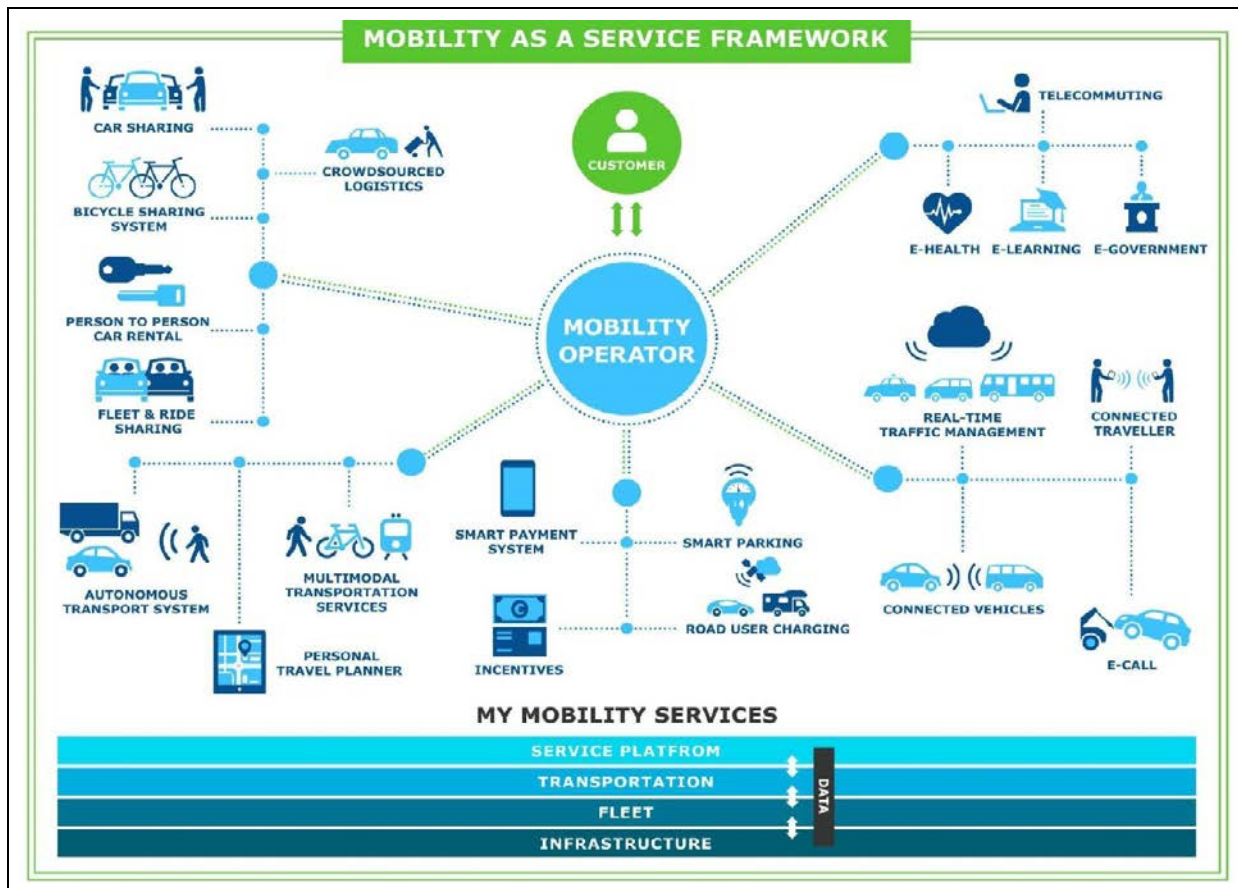 MOBILITY AS A SERVICE FRAMEWORK
CUSTOMER
MOBILITY
OPERATOR
CAR SHARING
CROWDSOURCED
LOGISTICS
BICYCLE SHARING
SYSTEM
PERSON TO PERSON
CAR RENTAL
FLEET & RIDE
SHARING
TELECOMMUTING
E-HEALTH
E-LEARNING
E-GOVERNMENT
REAL-TIME
TRAFFIC MANAGEMENT
CONNECTED
TRAVELLER
CONNECTED VEHICLES
E-CALL
AUTONOMOUS
TRANSPORT SYSTEM
MULTIMODAL
TRANSPORTATION
SERVICES
PERSONAL
TRAVEL PLANNER
SMART PAYMENT
SYSTEM
SMART PARKING
INCENTIVES
ROAD USER CHARGING
MY MOBILITY SERVICES
SERVICE PLATFROM
TRANSPORTATION
FLEET
INFRASTRUCTURE
DATA